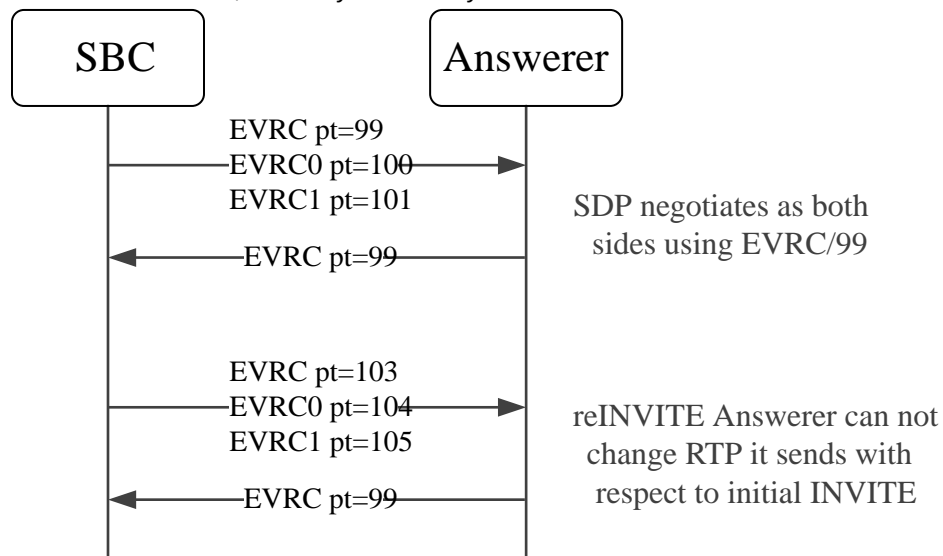 SBC
Answerer
EVRC pt=99
EVRC0 pt=100
EVRC1 pt=101
SDP negotiates as both
sides using EVRC/99
EVRC pt=99
EVRC pt=103
EVRC0 pt=104
EVRC1 pt=105
reINVITE Answerer can not
change RTP it sends with
respect to initial INVITE
EVRC pt=99